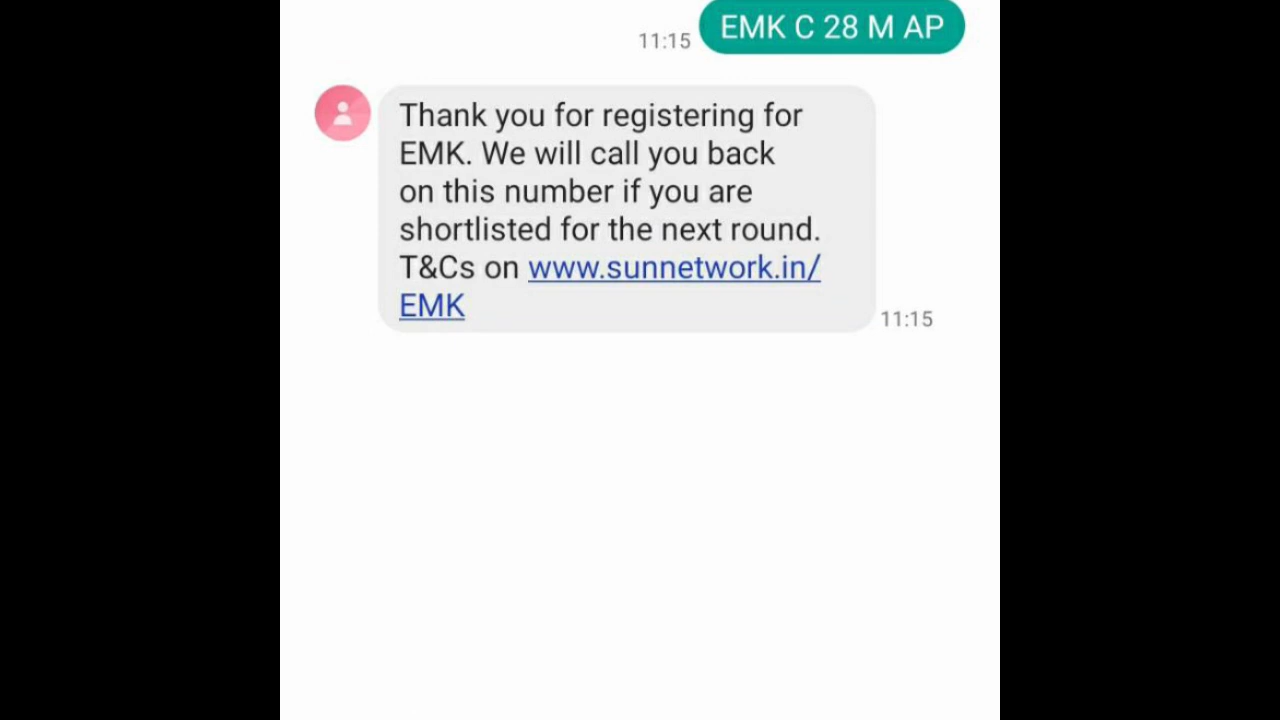 EMK C 28 M AP
11:15
Thank you for registering for
EMK. We will call you back
on this number if you are
shortlisted for the next round.
T&Cs on www.sunnetwork.in/
EMK
11:15